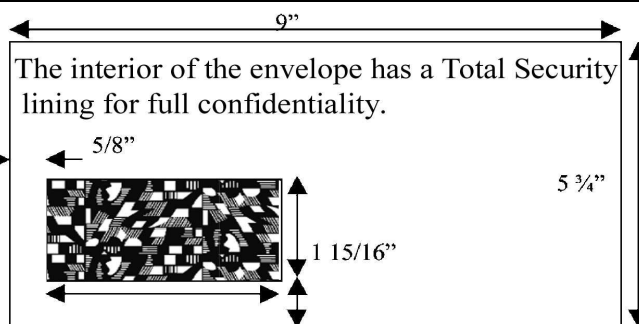 9”
The interior of the envelope has a Total Security
lining for full confidentiality.
5/8”
5 ¾”
1 15/16”